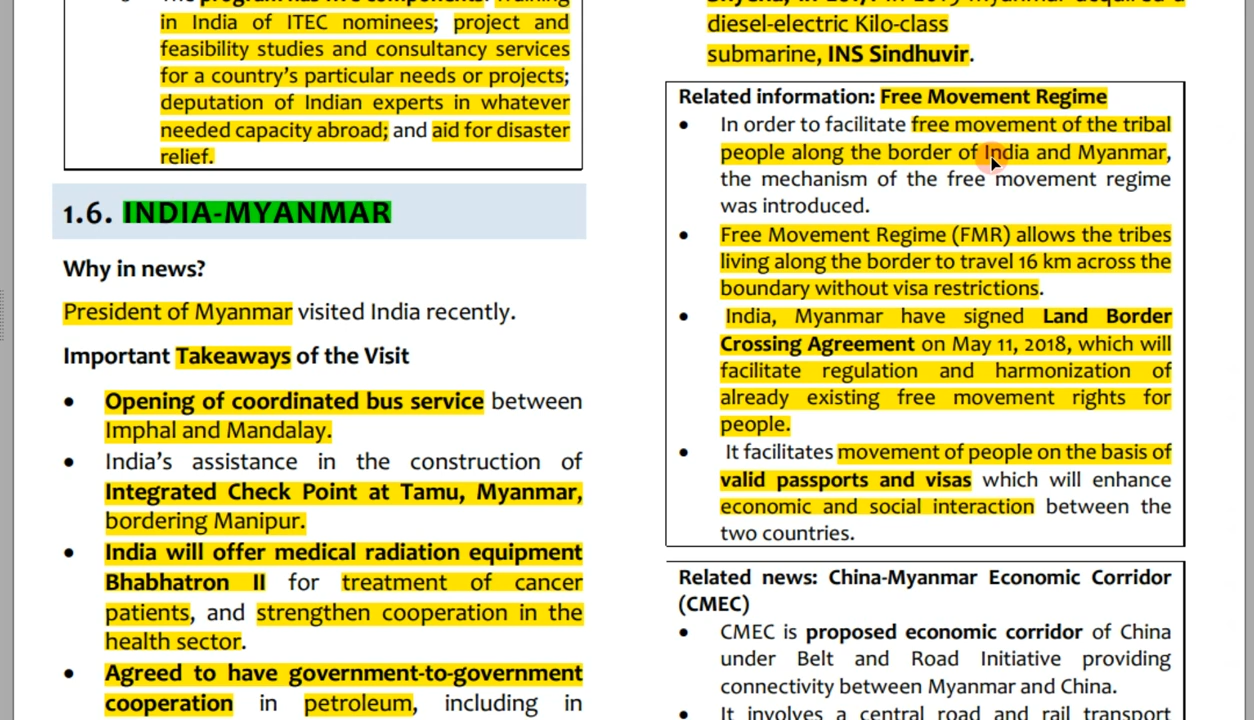 program has five components: Training
in India of ITEC nominees; project and
feasibility studies and consultancy services
for a country's particular needs or projects;
deputation of Indian experts in whatever
needed capacity abroad; and aid for disaster
relief.
1.6. INDIA-MYANMAR
Why in news?
President of Myanmar visited India recently.
Important Takeaways of the Visit
• Opening of coordinated bus service between
Imphal and Mandalay.
• India's assistance in the construction of
Integrated Check Point at Tamu, Myanmar,
bordering Manipur.
• India will offer medical radiation equipment
Bhabhatron II for treatment of cancer
patients, and strengthen cooperation in the
health sector.
• Agreed to have government-to-government
cooperation in petroleum, including in
diesel-electric Kilo-class
submarine, INS Sindhuvir.
Related information: Free Movement Regime
• In order to facilitate free movement of the tribal
people along the border of India and Myanmar,
the mechanism of the free movement regime
was introduced.
• Free Movement Regime (FMR) allows the tribes
living along the border to travel 16 km across the
boundary without visa restrictions.
• India, Myanmar have signed Land Border
Crossing Agreement on May 11, 2018, which will
facilitate regulation and harmonization of
already existing free movement rights for
people.
• It facilitates movement of people on the basis of
valid passports and visas which will enhance
economic and social interaction between the
two countries.
Related news: China-Myanmar Economic Corridor
(CMEC)
• CMEC is proposed economic corridor of China
under Belt and Road Initiative providing
connectivity between Myanmar and China.
• It involves a central road and rail transport